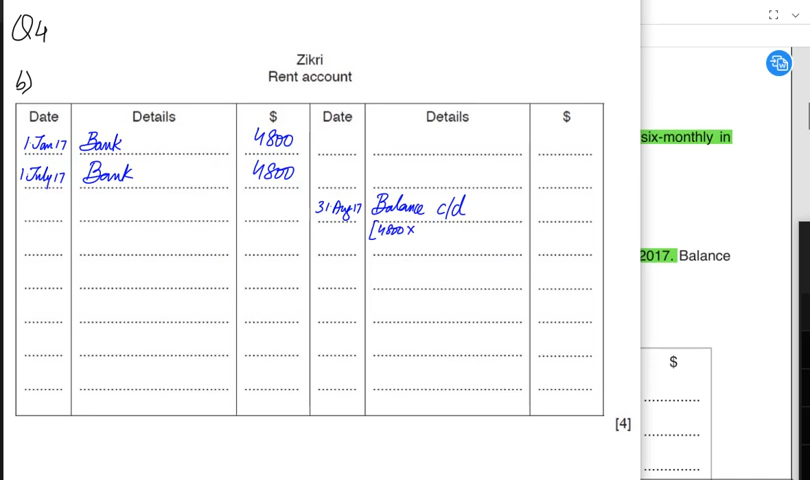 Q4
b)
Zikri
Rent account
Date Details $ Date Details $
1 Jan 17 Bank 4800
1 July 17 Bank 4800
31 Aug 17 Balance c/d
[4800 ×
[4]
six-monthly in
2017. Balance
$